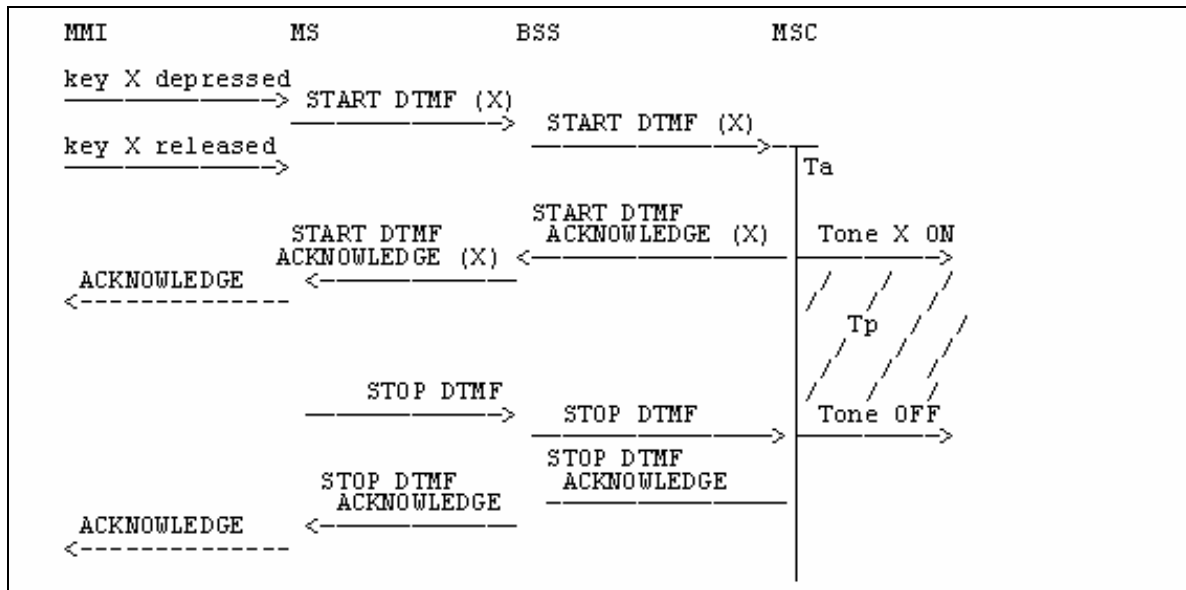 MMI MS BSS MSC
key X depressed
START DTMF (X)
START DTMF (X)
key X released
Ta
START DTMF
ACKNOWLEDGE (X)
Tone X ON
START DTMF
ACKNOWLEDGE (X)
ACKNOWLEDGE
Tp
STOP DTMF
STOP DTMF
Tone OFF
STOP DTMF
ACKNOWLEDGE
STOP DTMF
ACKNOWLEDGE
ACKNOWLEDGE